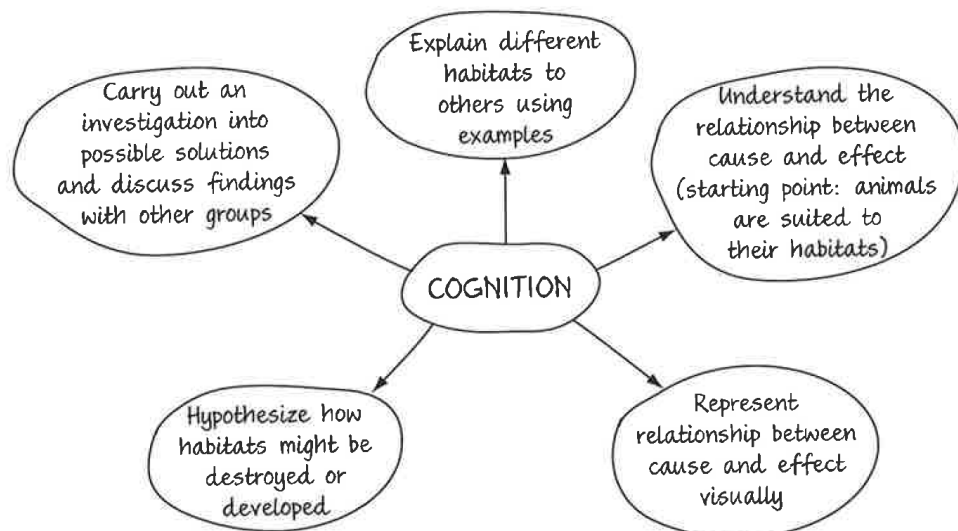 Explain different
habitats to
others using
examples
Carry out an
investigation into
possible solutions
and discuss findings
with other groups
Understand the
relationship between
cause and effect
(starting point: animals
are suited to
their habitats)
COGNITION
Hypothesize how
habitats might be
destroyed or
developed
Represent
relationship between
cause and effect
visually